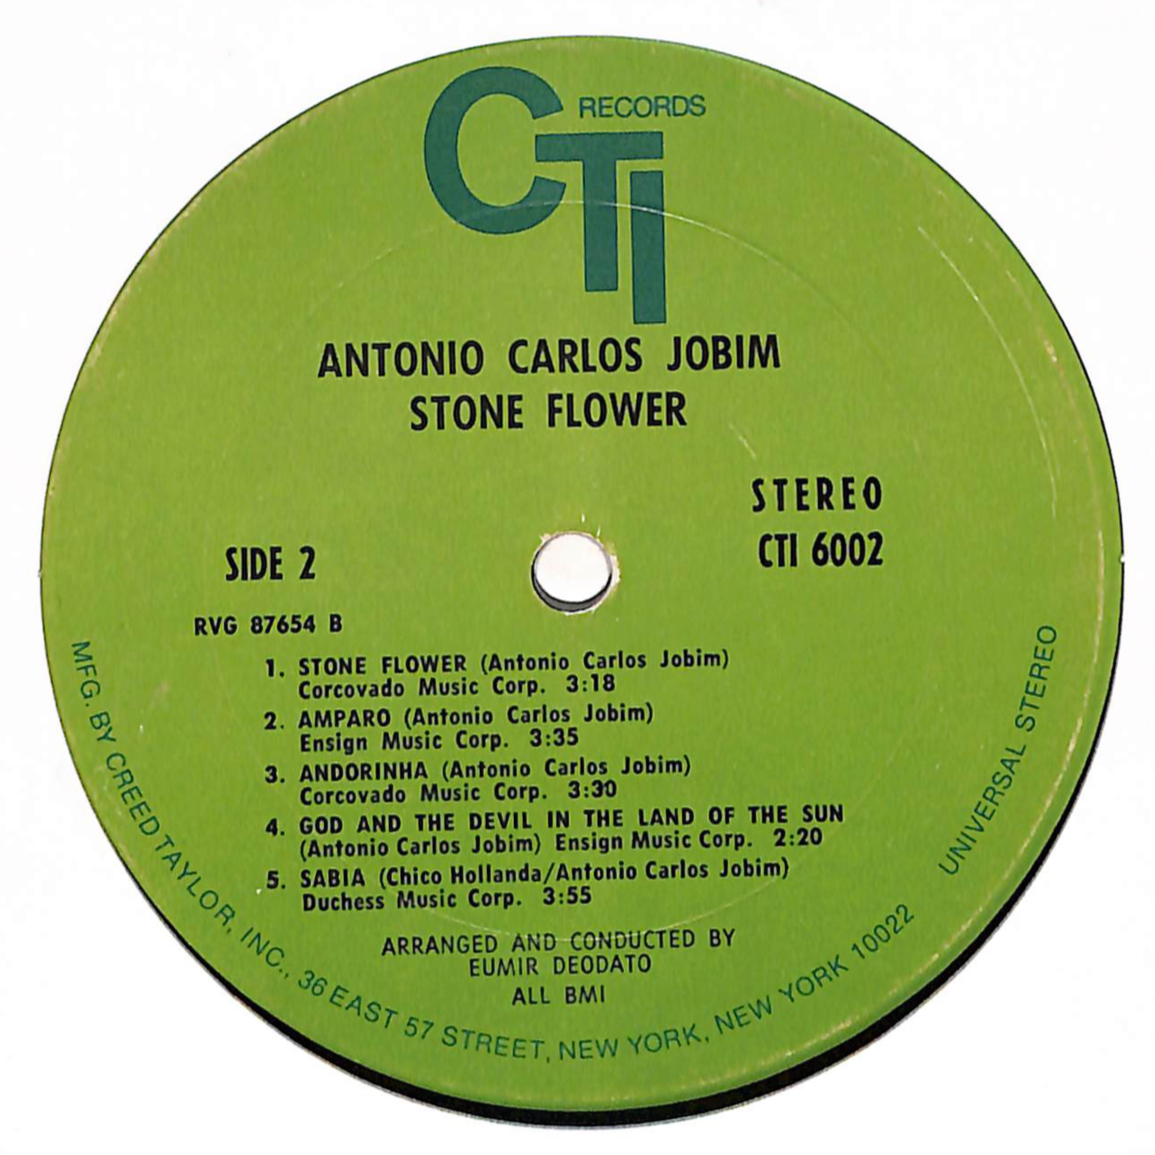 CTI RECORDS
ANTONIO CARLOS JOBIM
STONE FLOWER
STEREO
CTI 6002
SIDE 2
RVG 87654 B
1. STONE FLOWER (Antonio Carlos Jobim)
Corcovado Music Corp. 3:18
2. AMPARO (Antonio Carlos Jobim)
Ensign Music Corp. 3:35
3. ANDORINHA (Antonio Carlos Jobim)
Corcovado Music Corp. 3:30
4. GOD AND THE DEVIL IN THE LAND OF THE SUN
(Antonio Carlos Jobim) Ensign Music Corp. 2:20
5. SABIA (Chico Hollanda/Antonio Carlos Jobim)
Duchess Music Corp. 3:55
ARRANGED AND CONDUCTED BY
EUMIR DEODATO
ALL BMI
MFG. BY CREED TAYLOR, INC., 36 EAST 57 STREET, NEW YORK, NEW YORK 10022
UNIVERSAL STEREO